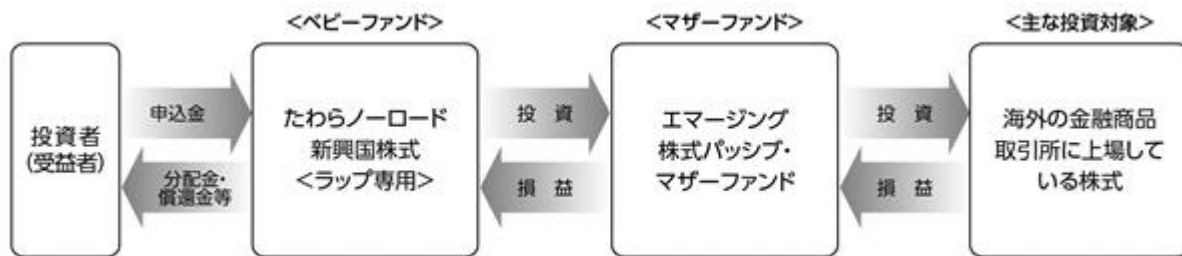 <ベビーファンド>
<マザーファンド>
<主な投資対象>
投資者
(受益者)
申込金
分配金・
償還金等
たわらノーロード
新興国株式
<ラップ専用>
投 資
損 益
エマージング
株式パッシブ・
マザーファンド
投 資
損 益
海外の金融商品
取引所に上場して
いる株式